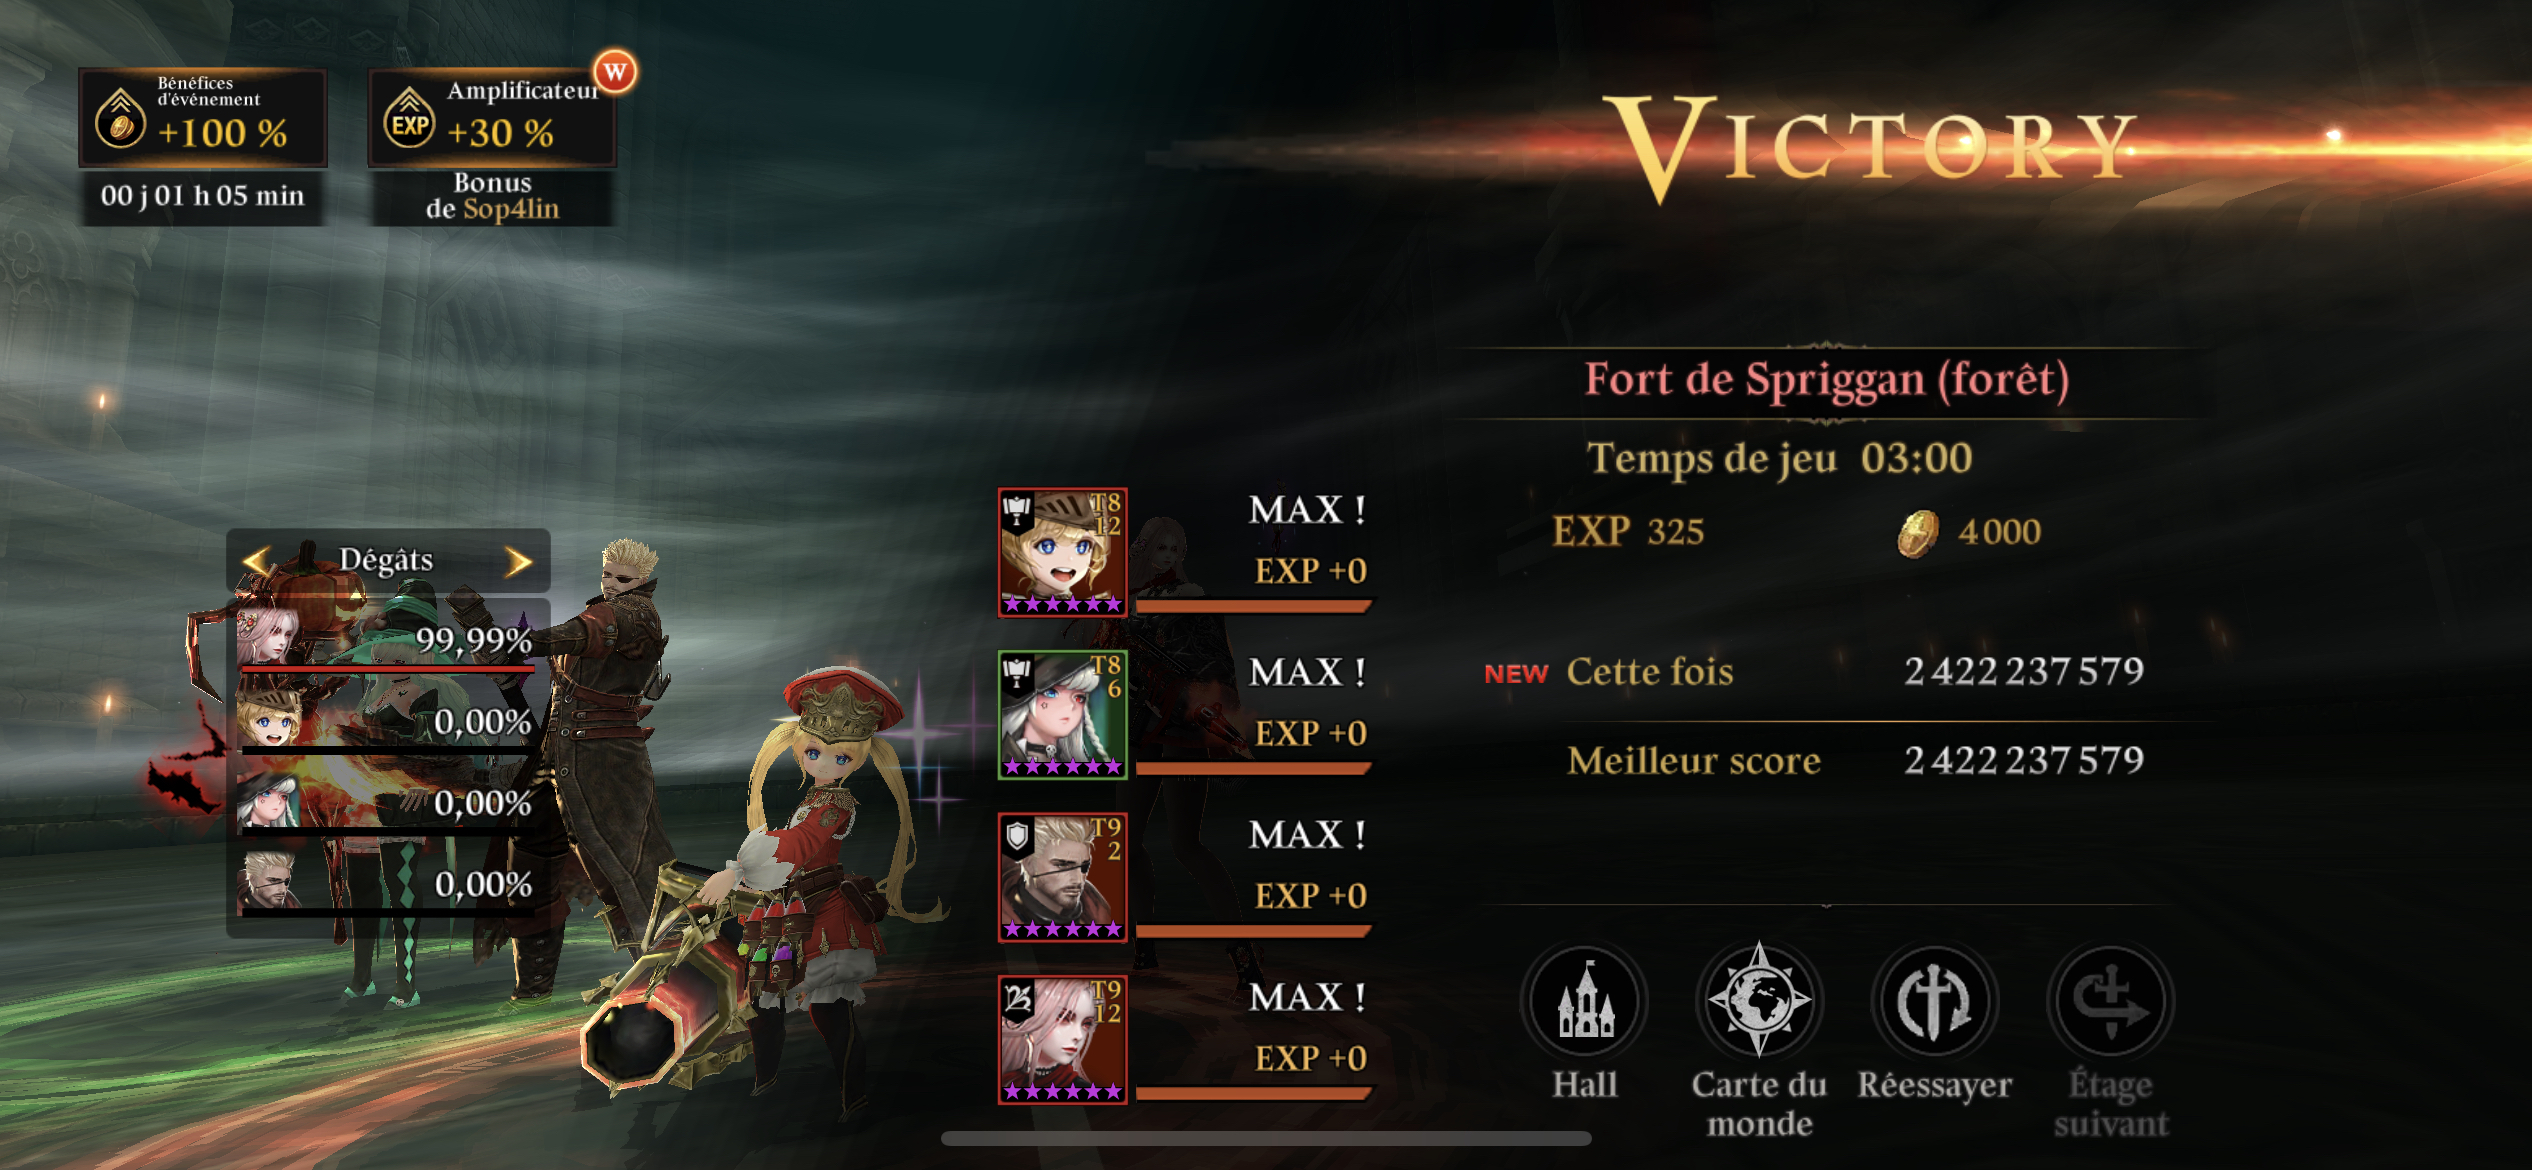 Bénéfices
d'événement
+100 %
00 j 01 h 05 min
W
Amplificateur
EXP
+30 %
Bonus
de Sop4lin
VICTORY
Fort de Spriggan (forêt)
Temps de jeu 03:00
EXP 325
4 000
NEW Cette fois 2 422 237 579
Meilleur score 2 422 237 579
Dégâts
99,99%
0,00%
0,00%
0,00%
T8
12
MAX !
EXP +0
T8
6
MAX !
EXP +0
T9
2
MAX !
EXP +0
T9
12
MAX !
EXP +0
Hall
Carte du
monde
Réessayer
Étage
suivant